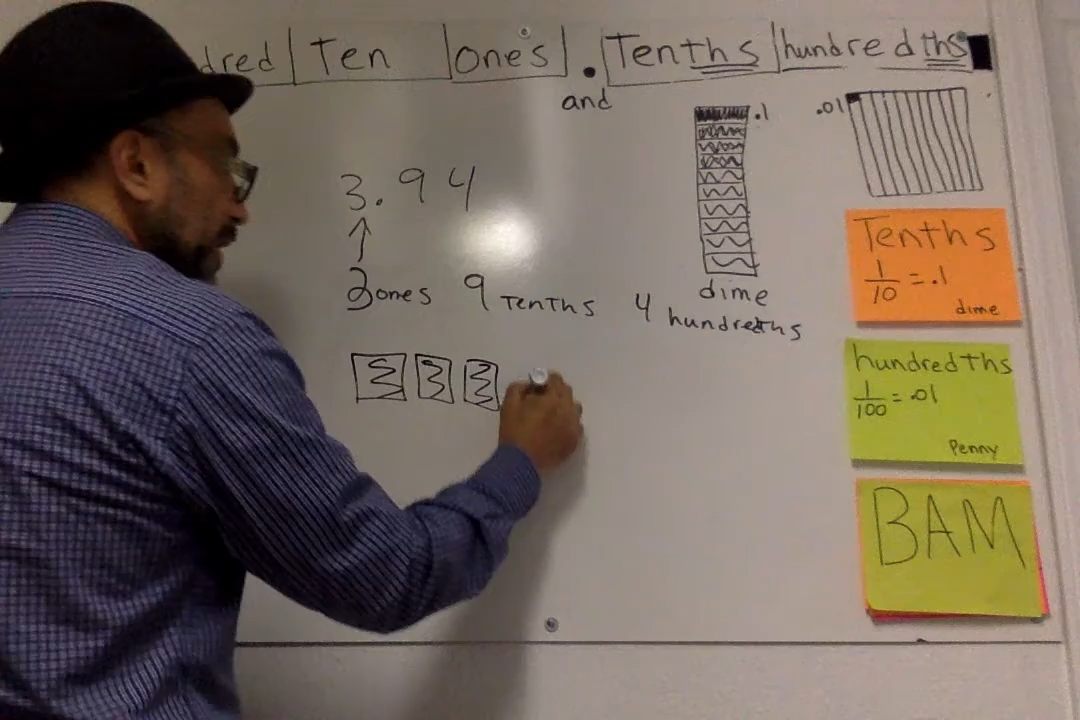 dred Ten ones . Tenths hundredths
and
.1
.01
3.94
3 ones 9 Tenths 4 hundredths
dime
Tenths
1/10 = .1
dime
hundredths
1/100 = .01
Penny
BAM